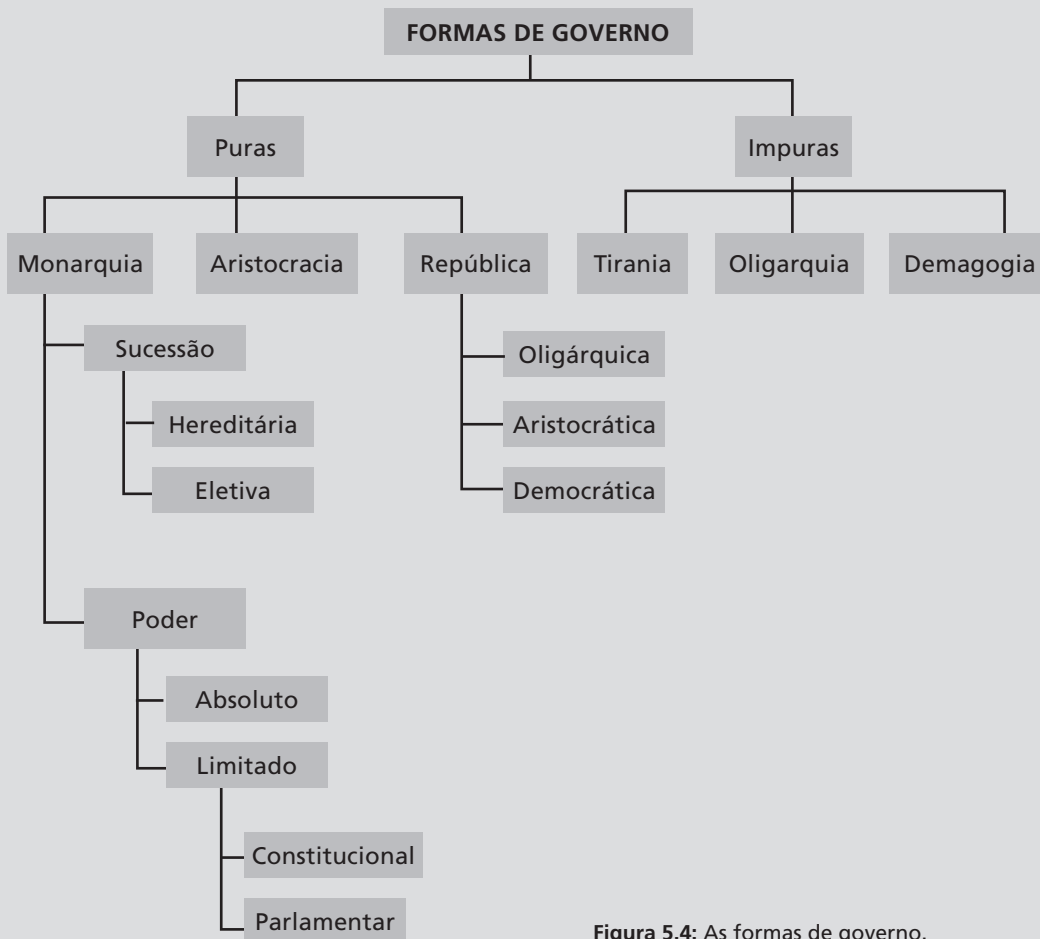 FORMAS DE GOVERNO
Puras
Impuras
Monarquia
Aristocracia
República
Tirania
Oligarquia
Demagogia
Sucessão
Hereditária
Eletiva
Oligárquica
Aristocrática
Democrática
Poder
Absoluto
Limitado
Constitucional
Parlamentar
Figura 5.4: As formas de governo.